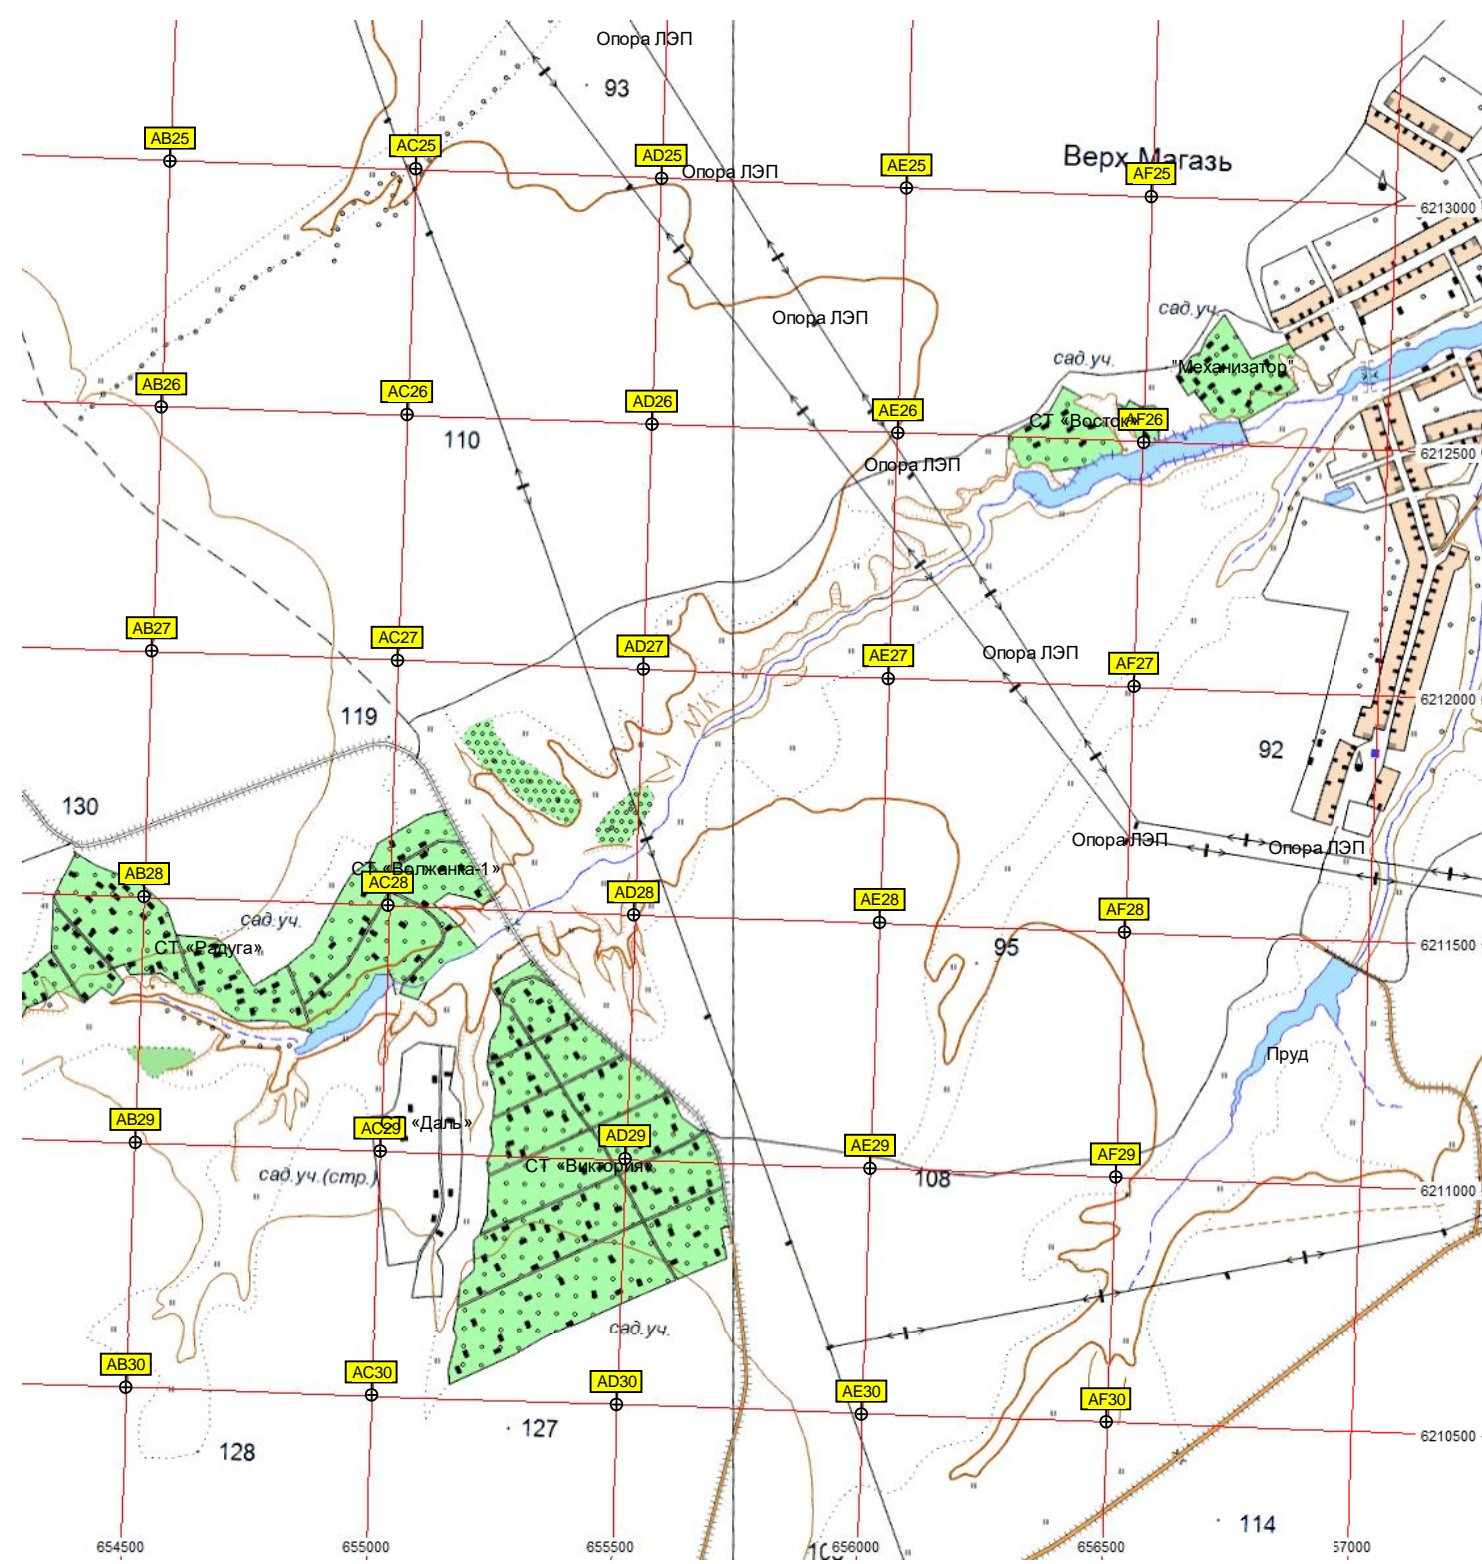 Опора ЛЭП
93
AB25
AC25
AD25
Опора ЛЭП
AE25
Верх.Магазь
AF25
6213000
сад.уч.
Опора ЛЭП
сад.уч.
"Механизатор"
AB26
AC26
AD26
AE26
СТ «Восток»
AF26
110
6212500
Опора ЛЭП
AB27
AC27
AD27
AE27
Опора ЛЭП
AF27
6212000
119
92
130
Опора ЛЭП
Опора ЛЭП
СТ «Волжанка-1»
AB28
AC28
AD28
AE28
AF28
сад.уч.
СТ «Радуга»
95
6211500
Пруд
AB29
AC29
СТ «Даль»
AD29
AE29
AF29
СТ «Виктория»
сад.уч.(стр.)
108
6211000
сад.уч.
AB30
AC30
AD30
AE30
AF30
127
128
6210500
114
654500
655000
655500
656000
656500
57000